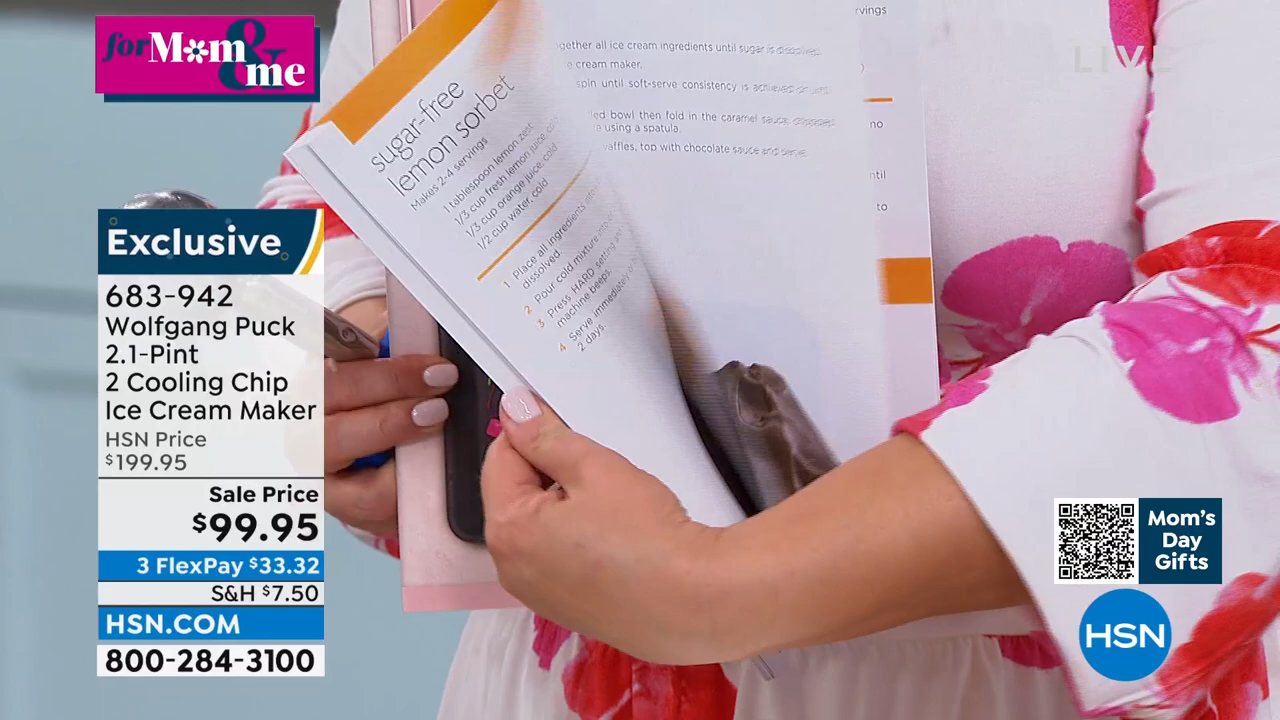 for Mom
& me
LIVE
Exclusive
683-942
Wolfgang Puck
2.1-Pint
2 Cooling Chip
Ice Cream Maker
HSN Price
$199.95
Sale Price
$99.95
3 FlexPay $33.32
S&H $7.50
HSN.COM
800-284-3100
sugar-free
lemon sorbet
Makes 2-4 servings
1 tablespoon lemon zest
1/3 cup fresh lemon juice, cold
1/3 cup orange juice, cold
1/2 cup water, cold
1 Place all ingredients
dissolved.
2 Pour cold mixture
3 Press HARD setting
machine beeps.
4 Serve immediately
2 days.
gether all ice cream ingredients until sugar is dissolved.
e cream maker.
spin until soft-serve consistency is achieved or until
led bowl then fold in the caramel sauce,
using a spatula.
waffles, top with chocolate sauce and serve.
rvings
no
ntil
to
Mom's
Day
Gifts
HSN